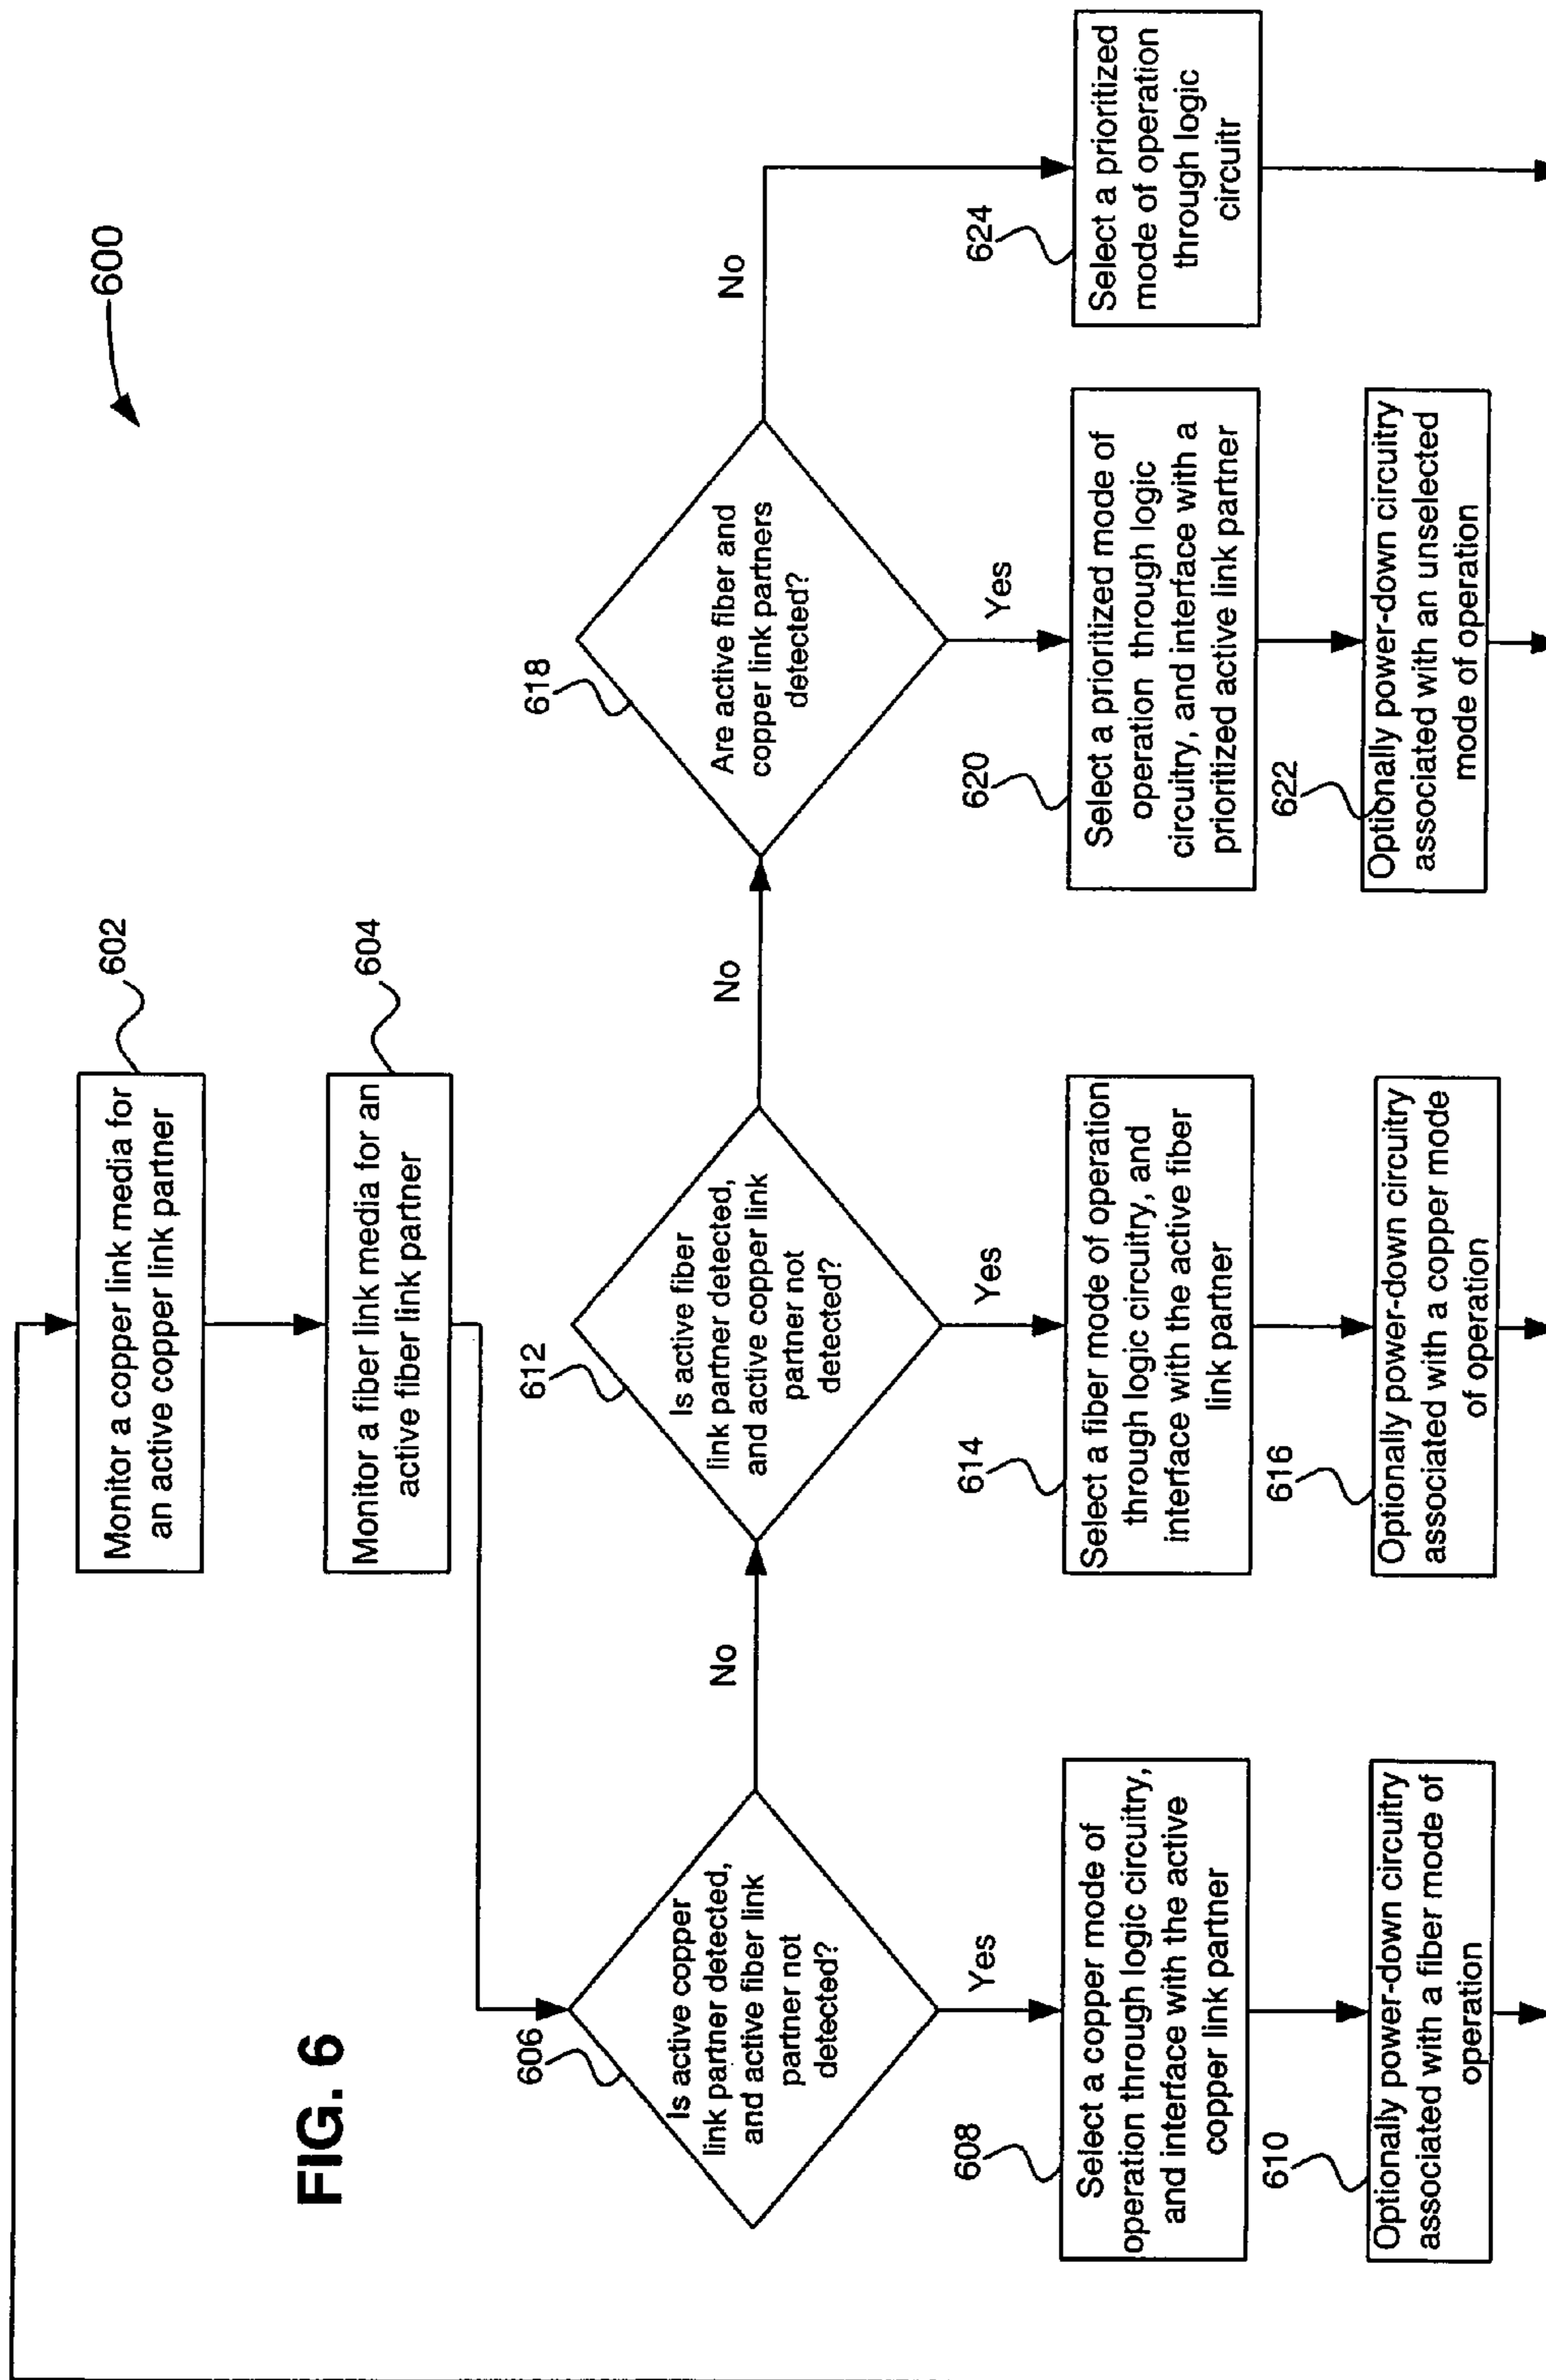 FIG. 6
600
602
Monitor a copper link media for
an active copper link partner
604
Monitor a fiber link media for an
active fiber link partner
606
Is active copper
link partner detected,
and active fiber link
partner not
detected?
No
Yes
608
Select a copper mode of
operation through logic circuitry,
and interface with the active
copper link partner
610
Optionally power-down circuitry
associated with a fiber mode of
operation
612
Is active fiber
link partner detected,
and active copper link
partner not
detected?
No
Yes
614
Select a fiber mode of operation
through logic circuitry, and
interface with the active fiber
link partner
616
Optionally power-down circuitry
associated with a copper mode
of operation
618
Are active fiber and
copper link partners
detected?
No
Yes
620
Select a prioritized mode of
operation through logic
circuitry, and interface with a
prioritized active link partner
622
Optionally power-down circuitry
associated with an unselected
mode of operation
624
Select a prioritized
mode of operation
through logic
circuitr